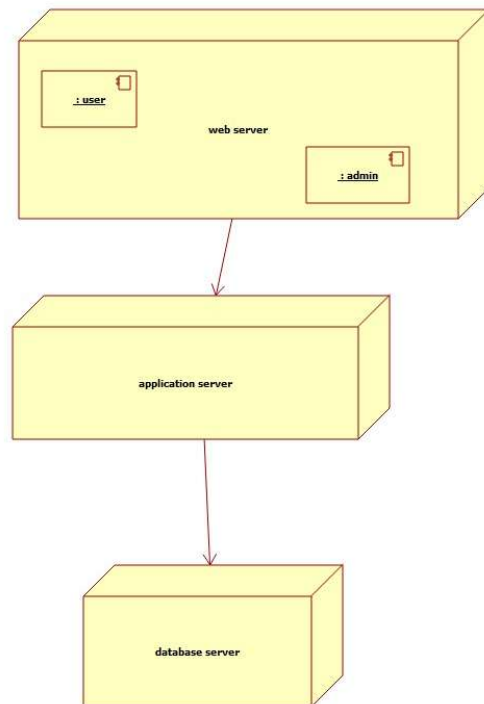 : user
web server
: admin
application server
database server